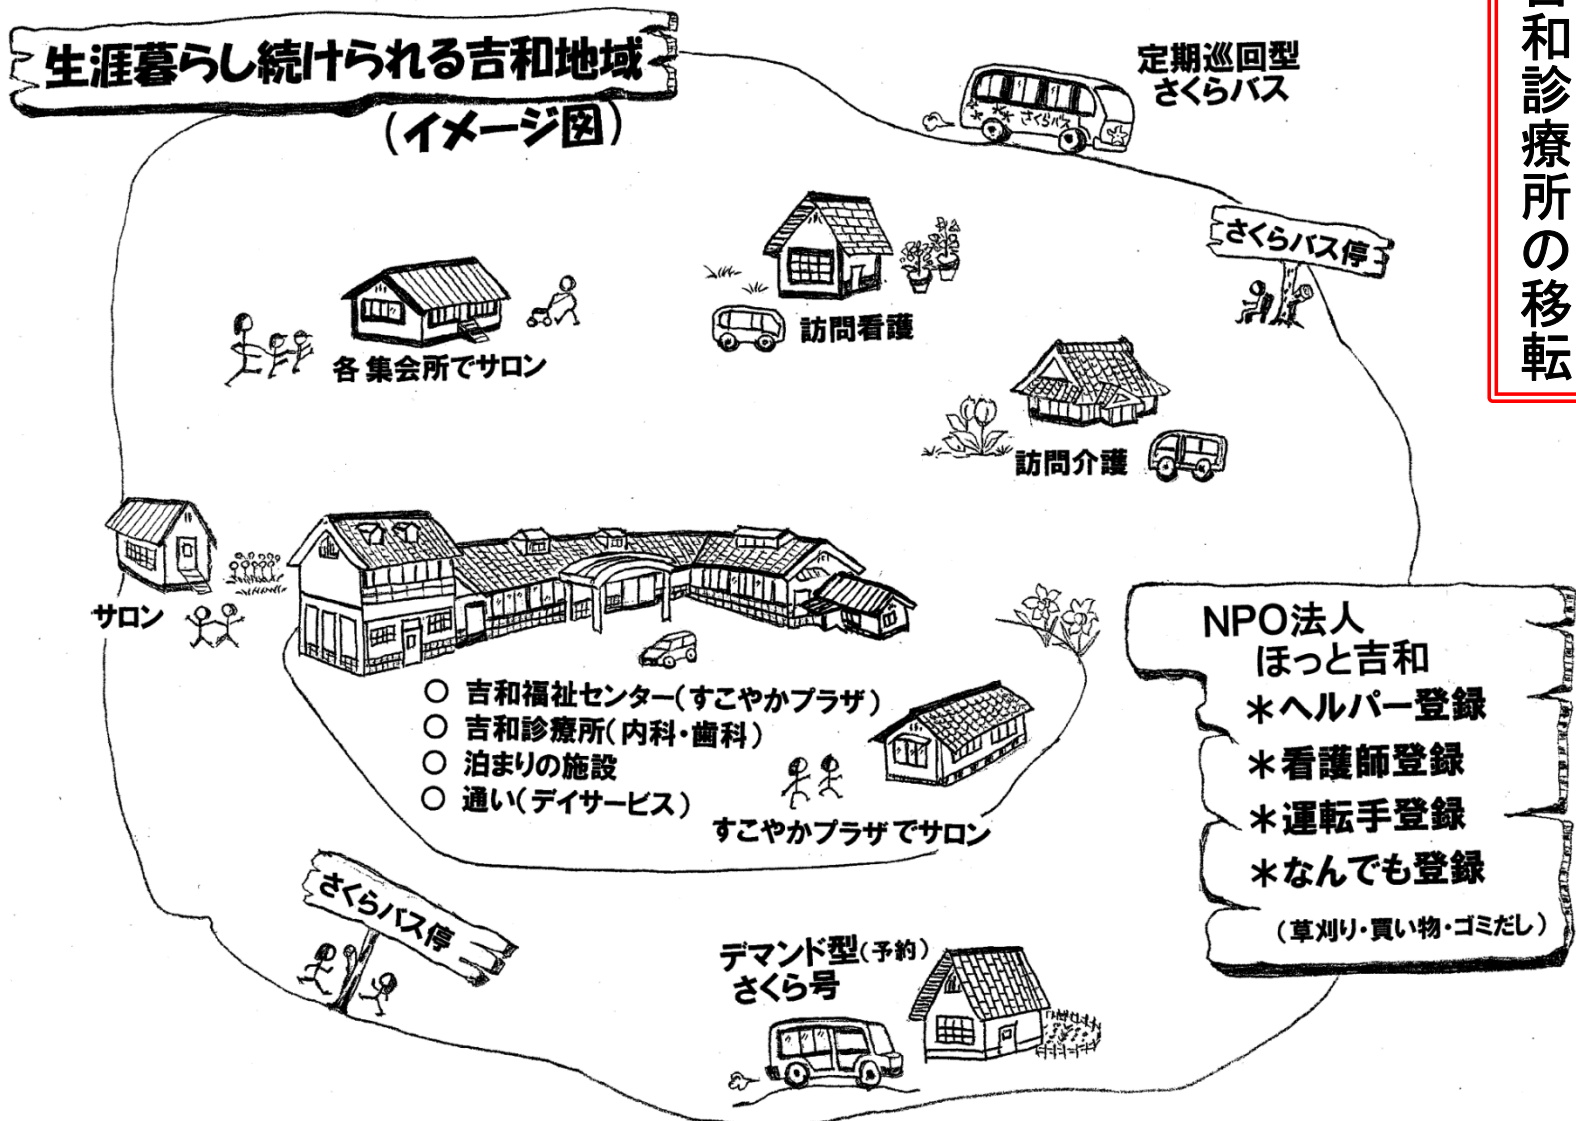 生涯暮らし続けられる吉和地域
(イメージ図)
定期巡回型
さくらバス
さくらバス
吉和診療所の移転
さくらバス停
各集会所でサロン
訪問看護
訪問介護
サロン
○ 吉和福祉センター(すこやかプラザ)
○ 吉和診療所(内科・歯科)
○ 泊まりの施設
○ 通い(デイサービス)
すこやかプラザでサロン
NPO法人
ほっと吉和
*ヘルパー登録
*看護師登録
*運転手登録
*なんでも登録
(草刈り・買い物・ゴミだし)
さくらバス停
デマンド型(予約)
さくら号